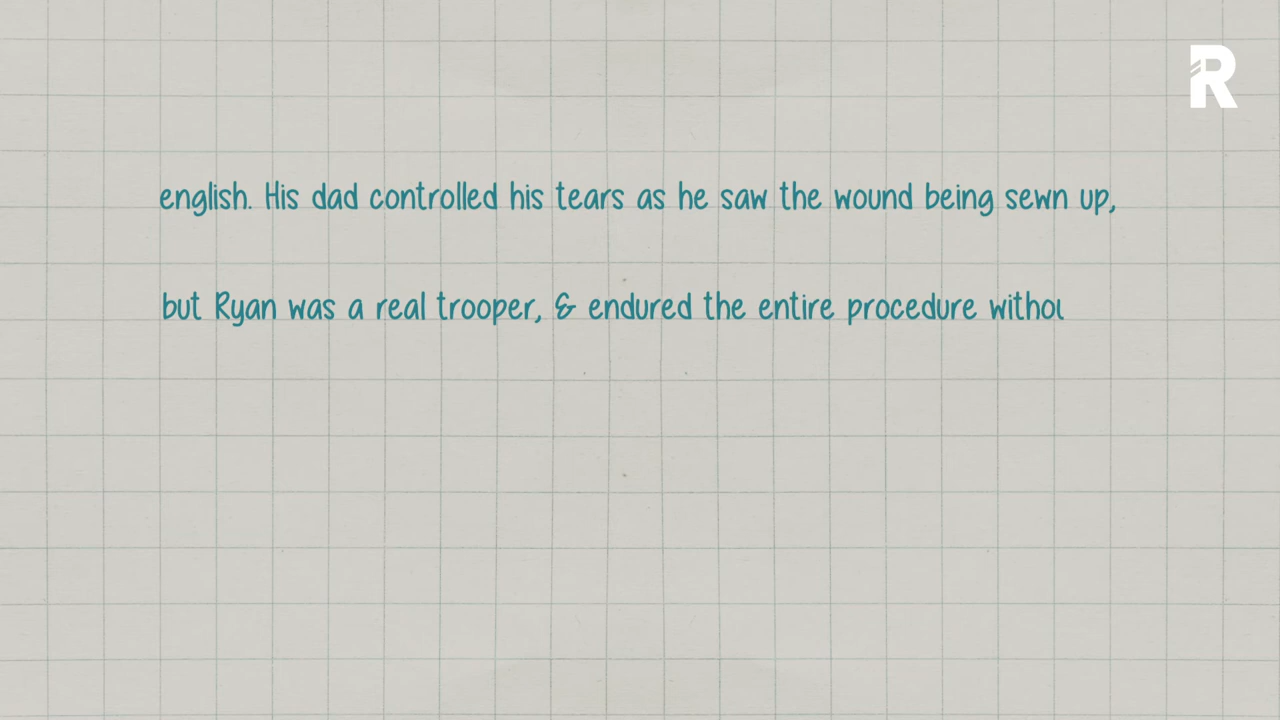 R
english. His dad controlled his tears as he saw the wound being sewn up,
but Ryan was a real trooper, & endured the entire procedure